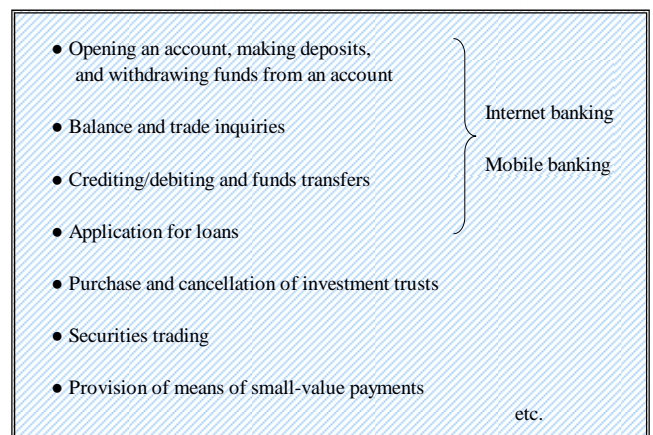 ● Opening an account, making deposits,
and withdrawing funds from an account
● Balance and trade inquiries
● Crediting/debiting and funds transfers
● Application for loans
Internet banking
Mobile banking
● Purchase and cancellation of investment trusts
● Securities trading
● Provision of means of small-value payments
etc.